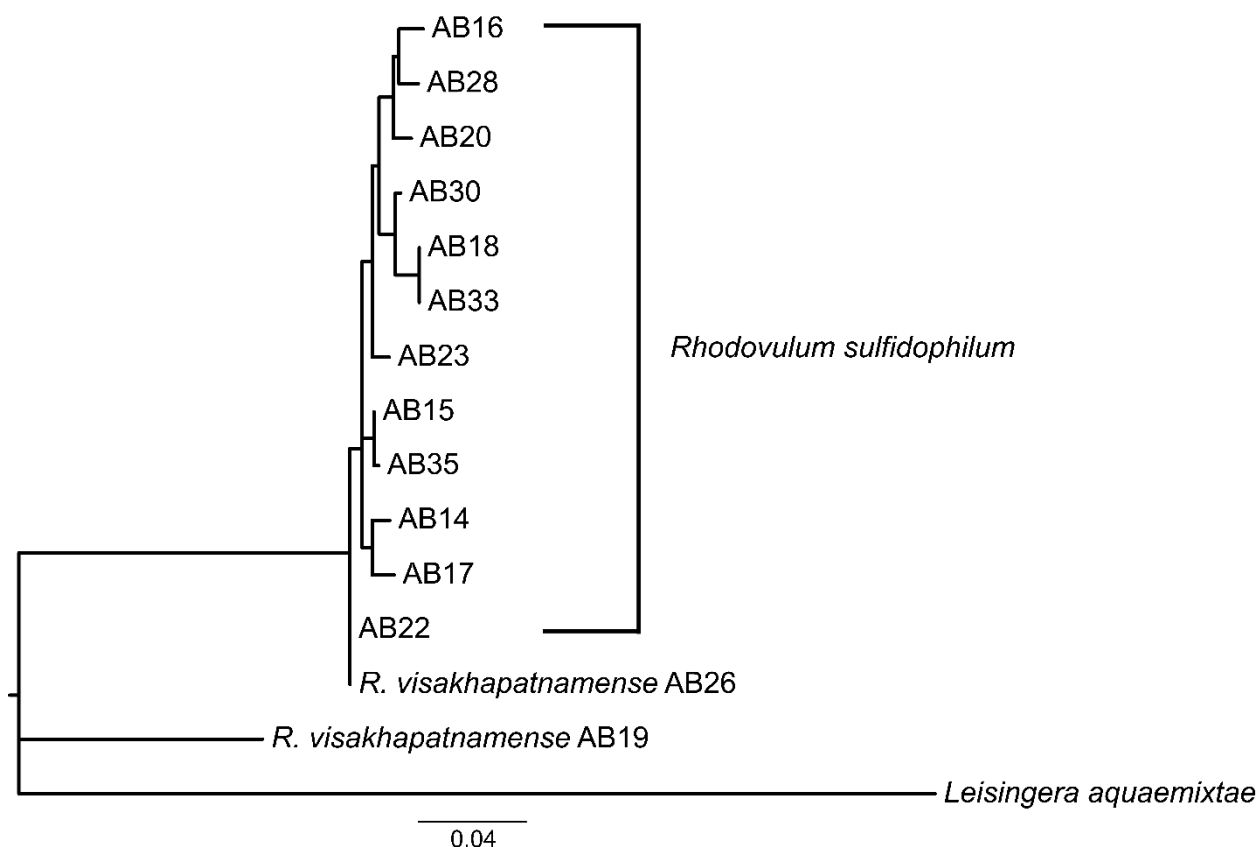 AB16
AB28
AB20
AB30
AB18
AB33
Rhodovulum sulfidophilum
AB23
AB15
AB35
AB14
AB17
AB22
R. visakhapatnamense AB26
R. visakhapatnamense AB19
Leisingera aquaemixtae
0.04